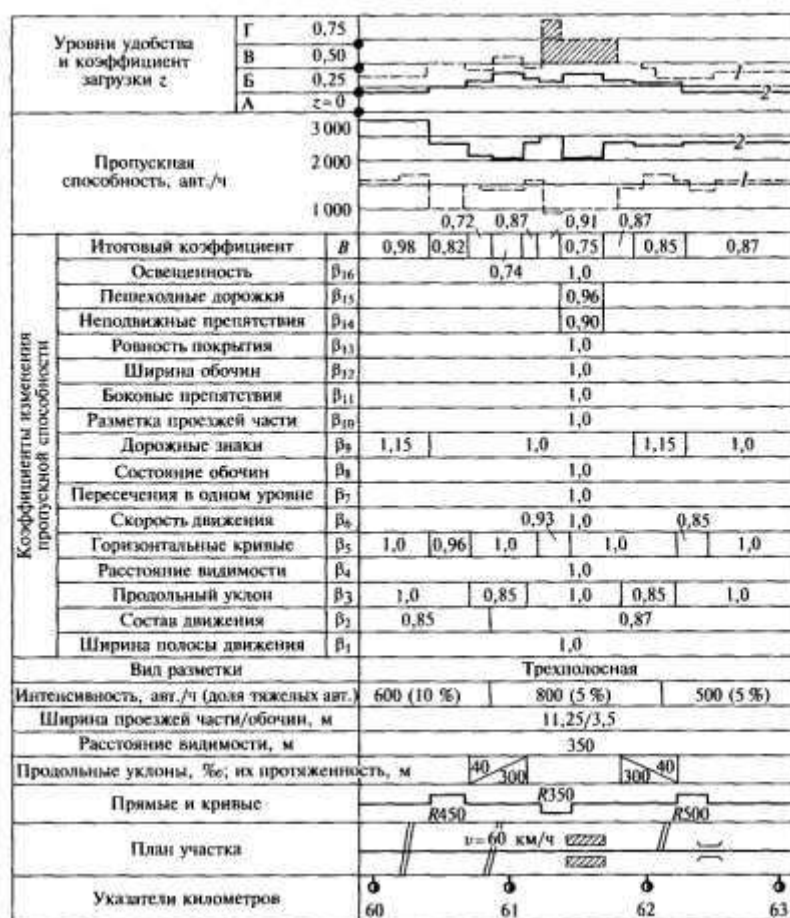 Уровни удобства
и коэффициент
загрузки z
Г 0,75
В 0,50
Б 0,25
А z=0
1
2
Пропускная
способность, авт./ч
3 000
2 000
1 000
2
1
0,72 0,87 0,91 0,87
Коэффициенты изменения
пропускной способности
Итоговый коэффициент B 0,98 0,82 0,75 0,85 0,87
0,74
Освещенность β16 1,0
Пешеходные дорожки β15 0,96
Неподвижные препятствия β14 0,90
Ровность покрытия β13 1,0
Ширина обочин β12 1,0
Боковые препятствия β11 1,0
Разметка проезжей части β10 1,0
Дорожные знаки β9 1,15 1,0 1,15 1,0
Состояние обочин β8 1,0
Пересечения в одном уровне β7 1,0
Скорость движения β6 1,0
0,93 0,85
Горизонтальные кривые β5 1,0 0,96 1,0 1,0 1,0
Расстояние видимости β4 1,0
Продольный уклон β3 1,0 0,85 1,0 0,85 1,0
Состав движения β2 0,85 0,87
Ширина полосы движения β1 1,0
Вид разметки Трехполосная
Интенсивность, авт./ч (доля тяжелых авт.) 600 (10 %) 800 (5 %) 500 (5 %)
Ширина проезжей части/обочин, м 11,25/3,5
Расстояние видимости, м 350
Продольные уклоны, ‰; их протяженность, м 40 300 300 40
Прямые и кривые R450 R350 R500
План участка v=60 км/ч
Указатели километров 60 61 62 63